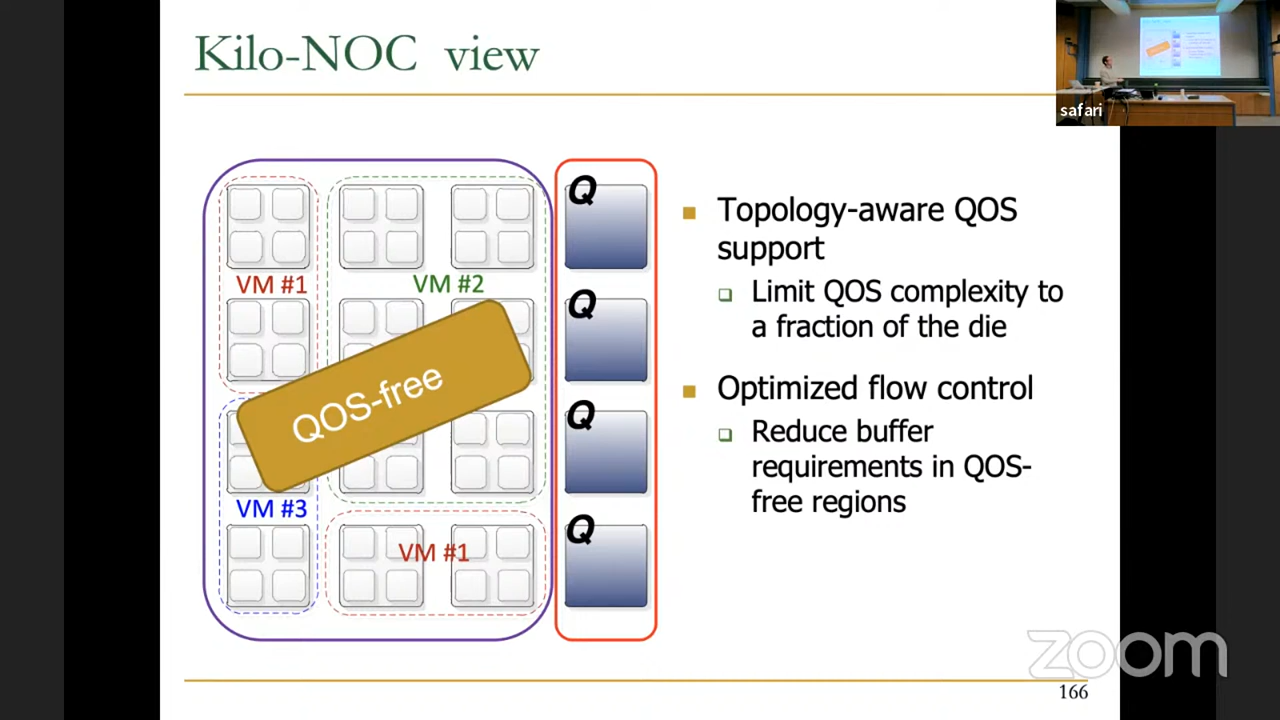 Kilo-NOC view
safari
Q
VM #1
VM #2
Q
QOS-free
Q
VM #3
Q
VM #1
Topology-aware QOS
support
Limit QOS complexity to
a fraction of the die
Optimized flow control
Reduce buffer
requirements in QOS-
free regions
zoom
166